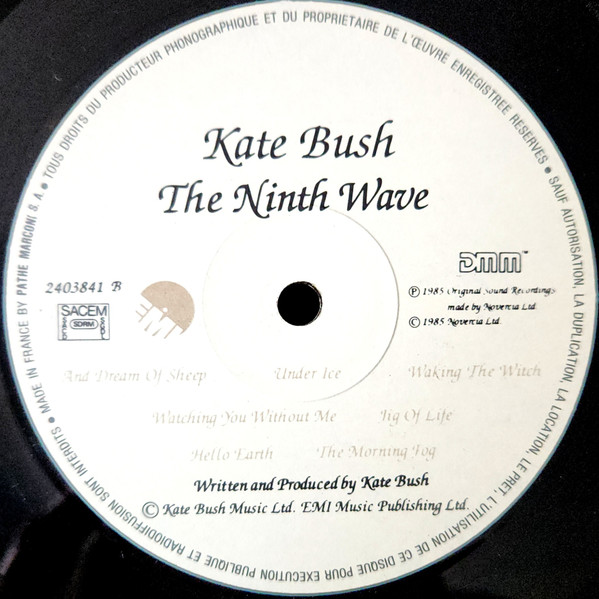 MADE IN FRANCE BY PATHE MARCONI S.A. • TOUS DROITS DU PRODUCTEUR PHONOGRAPHIQUE ET DU PROPRIETAIRE DE L'ŒUVRE ENREGISTREE RESERVES • SAUF AUTORISATION, LA DUPLICATION, LA LOCATION, LE PRET, L'UTILISATION DE CE DISQUE POUR EXECUTION PUBLIQUE ET RADIODIFFUSION SONT INTERDITS •
Kate Bush
The Ninth Wave
DMM™
2403841 B
SACEM
SDRM
SACD
SGDL
EMI
Ⓟ 1985 Original Sound Recordings
made by Novercia Ltd.
© 1985 Novercia Ltd.
And Dream Of Sheep Under Ice Waking The Witch
Watching You Without Me Jig Of Life
Hello Earth The Morning Fog
Written and Produced by Kate Bush
© Kate Bush Music Ltd. EMI Music Publishing Ltd.